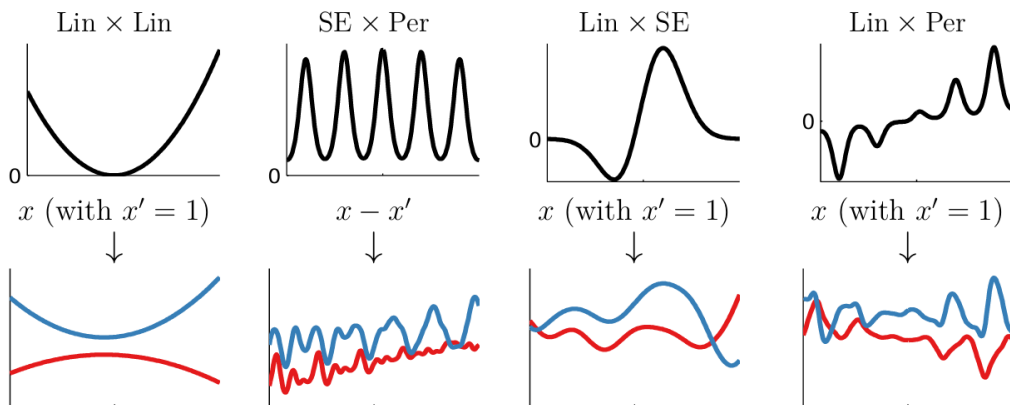 Lin × Lin
SE × Per
Lin × SE
Lin × Per
0
0
0
0
x (with x′ = 1)
x − x′
x (with x′ = 1)
x (with x′ = 1)
↓
↓
↓
↓